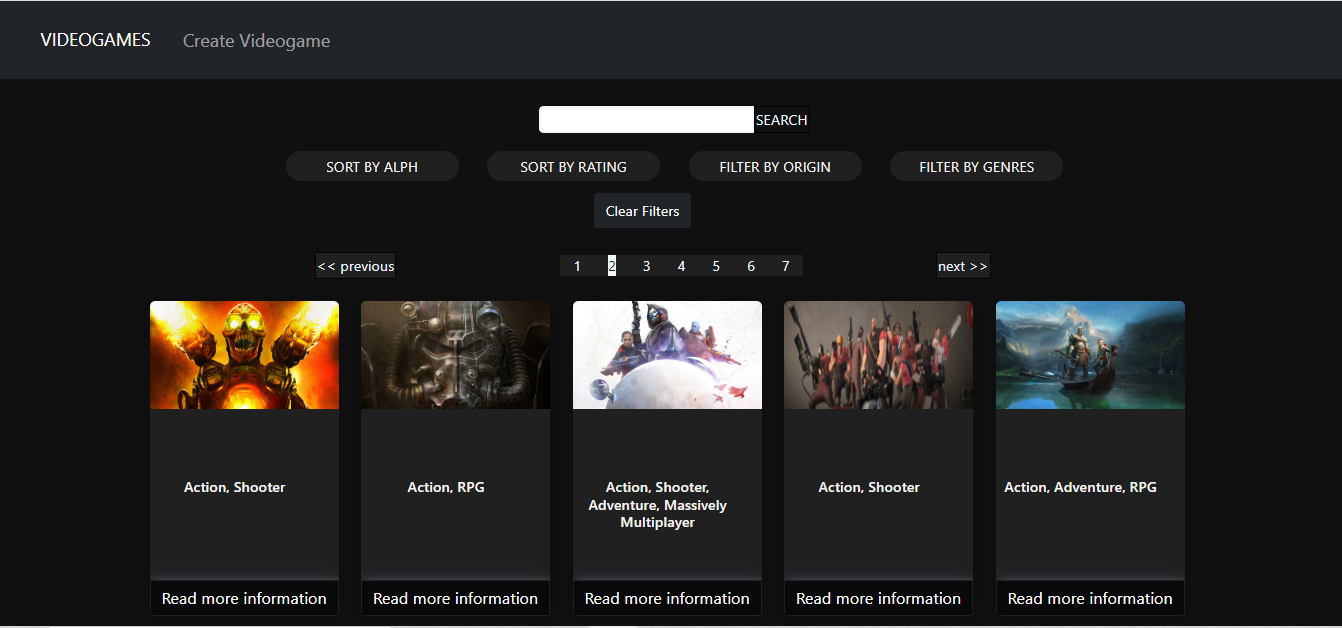 VIDEOGAMES Create Videogame
SEARCH
SORT BY ALPH SORT BY RATING FILTER BY ORIGIN FILTER BY GENRES
Clear Filters
<< previous 1 2 3 4 5 6 7 next >>
Action, Shooter
Action, RPG
Action, Shooter,
Adventure, Massively
Multiplayer
Action, Shooter
Action, Adventure, RPG
Read more information Read more information Read more information Read more information Read more information